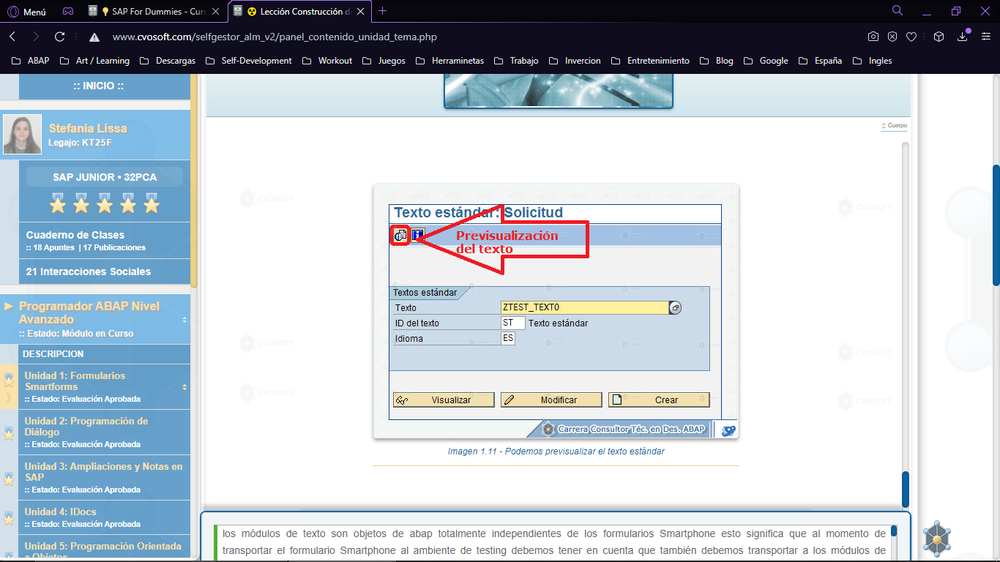 Menú
SAP For Dummies - Curs
Lección Construcción de
www.cvosoft.com/selfgestor_alm_v2/panel_contenido_unidad_tema.php
ABAP
Art / Learning
Descargas
Self-Development
Workout
Juegos
Herraminetas
Trabajo
Invercion
Entretenimiento
Blog
Google
España
Ingles
:: INICIO ::
Stefania Lissa
Legajo: KT25F
SAP JUNIOR • 32PCA
Cuaderno de Clases
:: 18 Apuntes | 17 Publicaciones
21 Interacciones Sociales
Programador ABAP Nivel
Avanzado
:: Estado: Módulo en Curso
DESCRIPCION
Unidad 1: Formularios
Smartforms
:: Estado: Evaluación Aprobada
Unidad 2: Programación de
Diálogo
:: Estado: Evaluación Aprobada
Unidad 3: Ampliaciones y Notas en
SAP
:: Estado: Evaluación Aprobada
Unidad 4: IDocs
:: Estado: Evaluación Aprobada
Unidad 5: Programación Orientada
a Objetos
Cuerpo
CVOSOFT
CVOSOFT
CVOSOFT
CVOSOFT
CVOSOFT
CVOSOFT
Texto estándar: Solicitud
Previsualización
del texto
Textos estándar
Texto
ZTEST_TEXT0
ID del texto
ST
Texto estándar
Idioma
ES
Visualizar
Modificar
Crear
Carrera Consultor Téc. en Des. ABAP
Imagen 1.11 - Podemos previsualizar el texto estándar
los módulos de texto son objetos de abap totalmente independientes de los formularios Smartphone esto significa que al momento de
transportar el formulario Smartphone al ambiente de testing debemos tener en cuenta que también debemos transportar a los módulos de